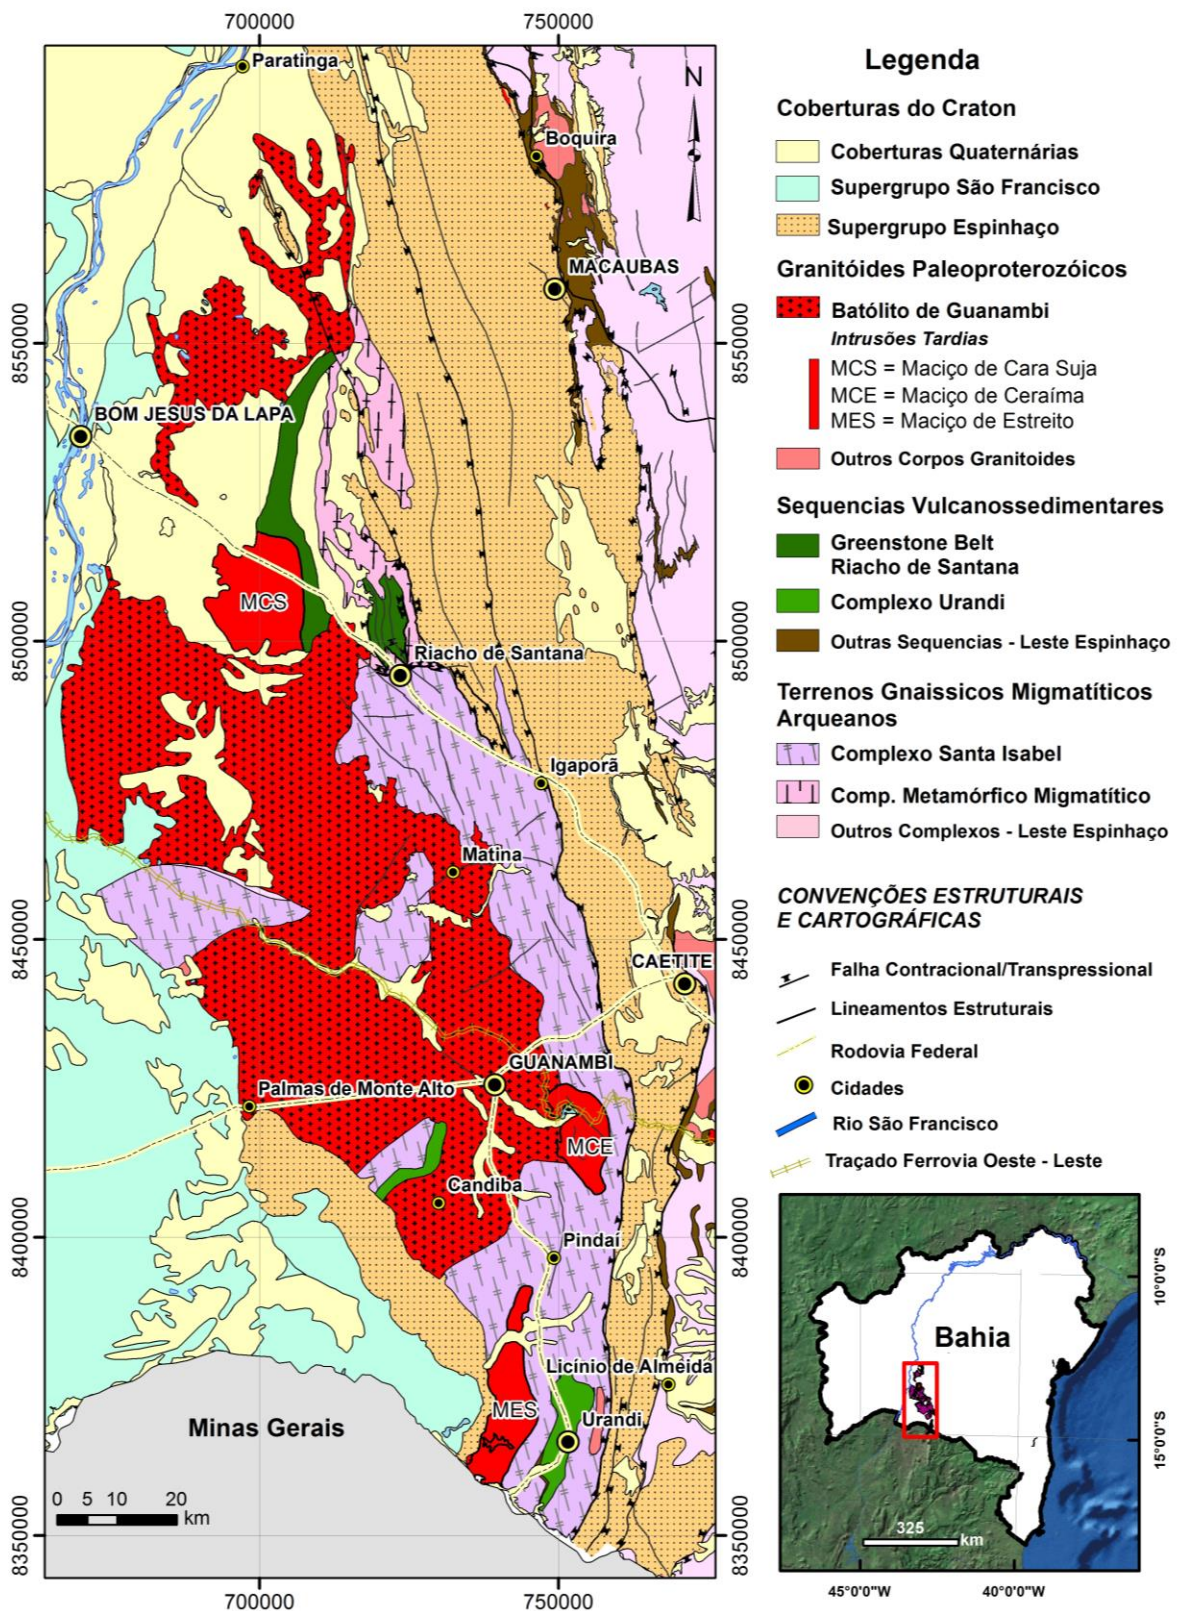 700000
750000
Paratinga
N
Boquira
MACAUBAS
8550000
8550000
BOM JESUS DA LAPA
MCS
8500000
8500000
Riacho de Santana
Igaporã
Matina
8450000
8450000
CAETITE
GUANAMBI
Palmas de Monte Alto
MCE
Candiba
8400000
8400000
Pindaí
Licínio de Almeida
MES
Urandi
Minas Gerais
0 5 10 20
km
8350000
8350000
700000
750000
Legenda
Coberturas do Craton
Coberturas Quaternárias
Supergrupo São Francisco
Supergrupo Espinhaço
Granitóides Paleoproterozóicos
Batólito de Guanambi
Intrusões Tardias
MCS = Maciço de Cara Suja
MCE = Maciço de Ceraíma
MES = Maciço de Estreito
Outros Corpos Granitoides
Sequencias Vulcanossedimentares
Greenstone Belt
Riacho de Santana
Complexo Urandi
Outras Sequencias - Leste Espinhaço
Terrenos Gnaissicos Migmatíticos
Arqueanos
Complexo Santa Isabel
Comp. Metamórfico Migmatítico
Outros Complexos - Leste Espinhaço
CONVENÇÕES ESTRUTURAIS
E CARTOGRÁFICAS
Falha Contracional/Transpressional
Lineamentos Estruturais
Rodovia Federal
Cidades
Rio São Francisco
Traçado Ferrovia Oeste - Leste
Bahia
10°0'0"S
15°0'0"S
325
km
45°0'0"W
40°0'0"W